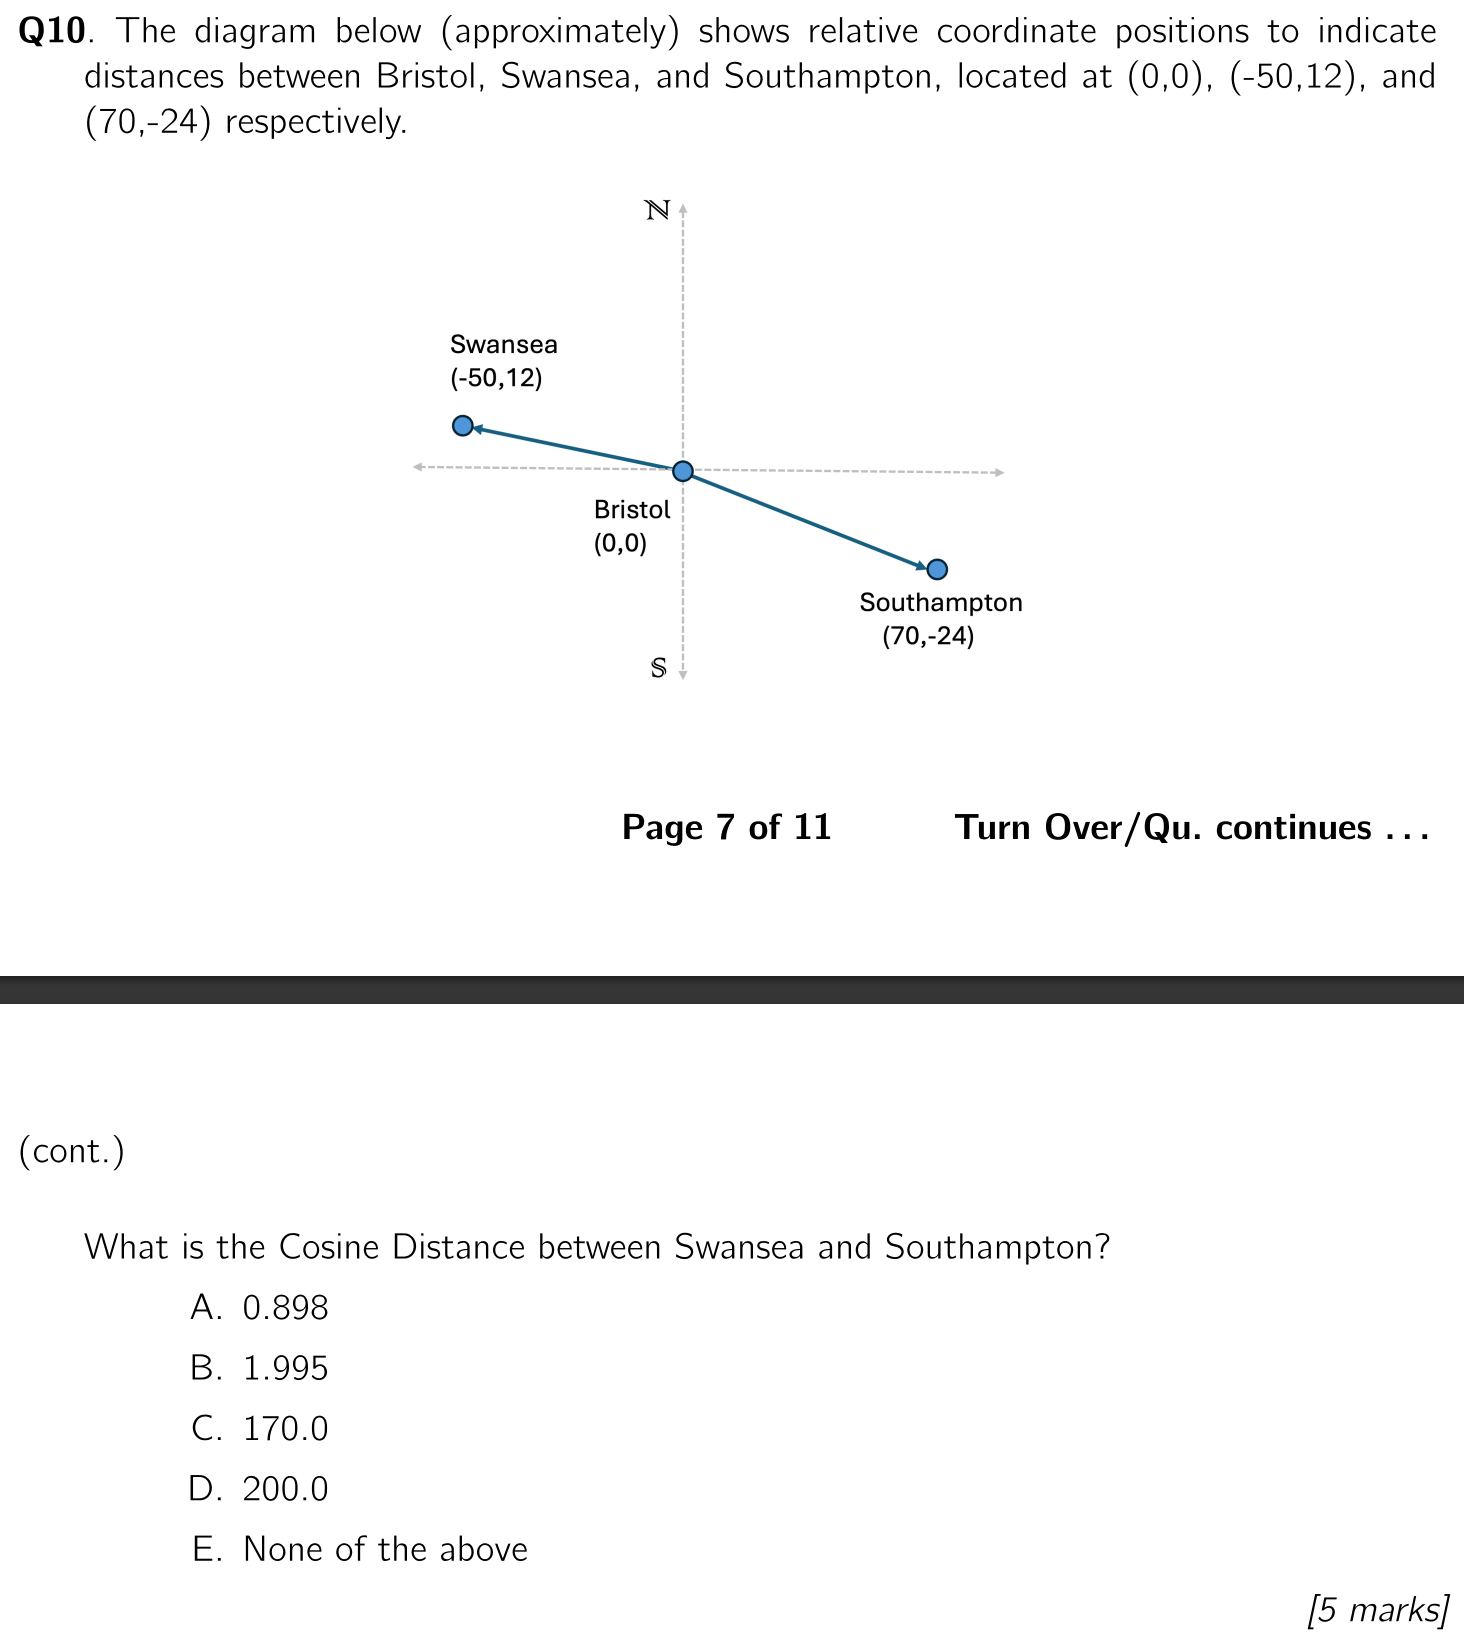 Q10. The diagram below (approximately) shows relative coordinate positions to indicate
distances between Bristol, Swansea, and Southampton, located at (0,0), (-50,12), and
(70,-24) respectively.
N
Swansea
(-50,12)
Bristol
(0,0)
Southampton
(70,-24)
S
Page 7 of 11 Turn Over/Qu. continues . . .
(cont.)
What is the Cosine Distance between Swansea and Southampton?
A. 0.898
B. 1.995
C. 170.0
D. 200.0
E. None of the above
[5 marks]